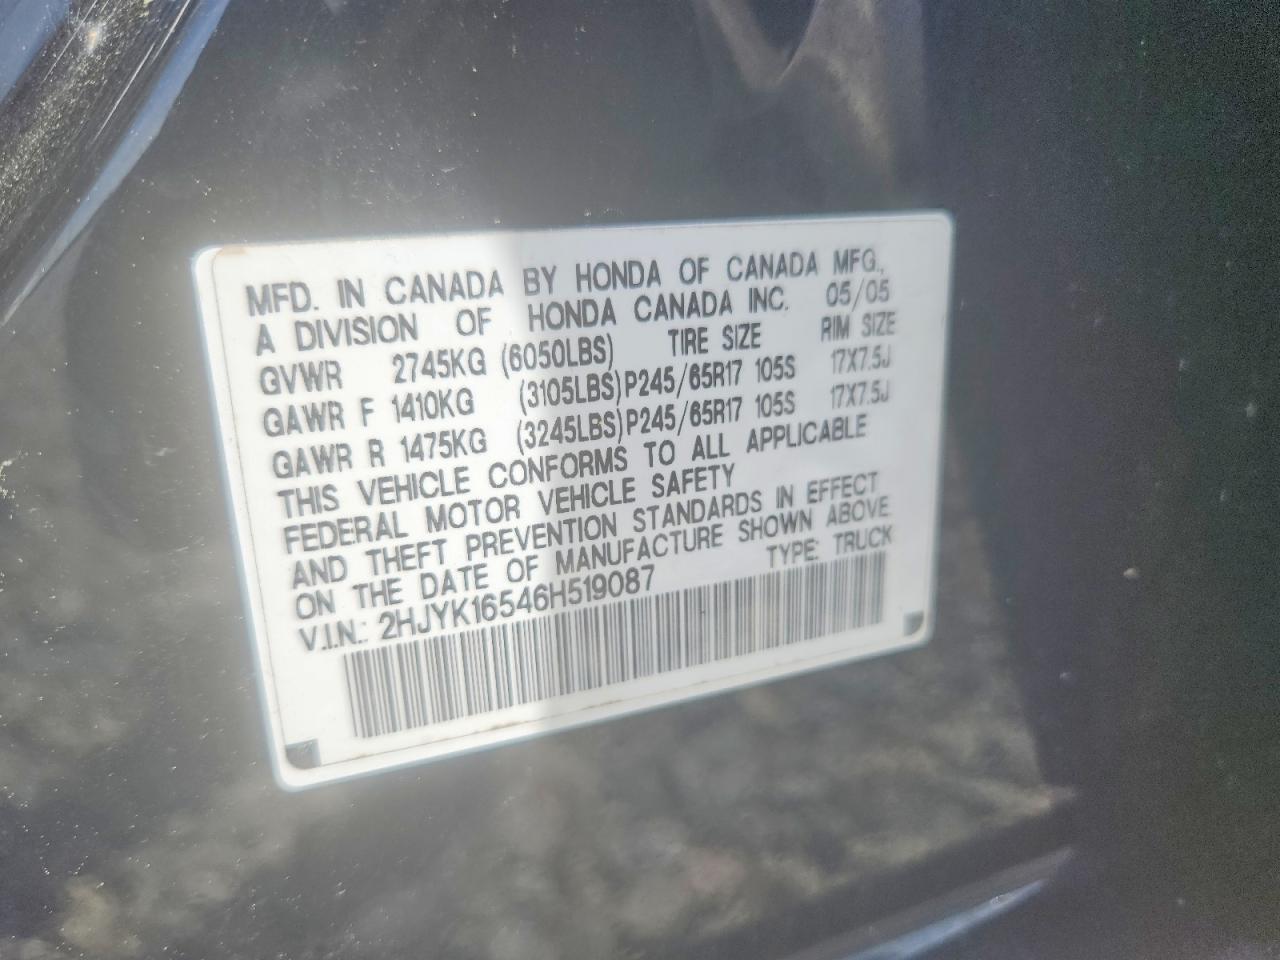 MFD. IN CANADA BY HONDA OF CANADA MFG.,
A DIVISION OF HONDA CANADA INC. 05/05
GVWR 2745KG (6050LBS) TIRE SIZE RIM SIZE
GAWR F 1410KG (3105LBS) P245/65R17 105S 17X7.5J
GAWR R 1475KG (3245LBS) P245/65R17 105S 17X7.5J
THIS VEHICLE CONFORMS TO ALL APPLICABLE
FEDERAL MOTOR VEHICLE SAFETY
AND THEFT PREVENTION STANDARDS IN EFFECT
ON THE DATE OF MANUFACTURE SHOWN ABOVE
V.I.N.: 2HJYK16546H519087 TYPE: TRUCK